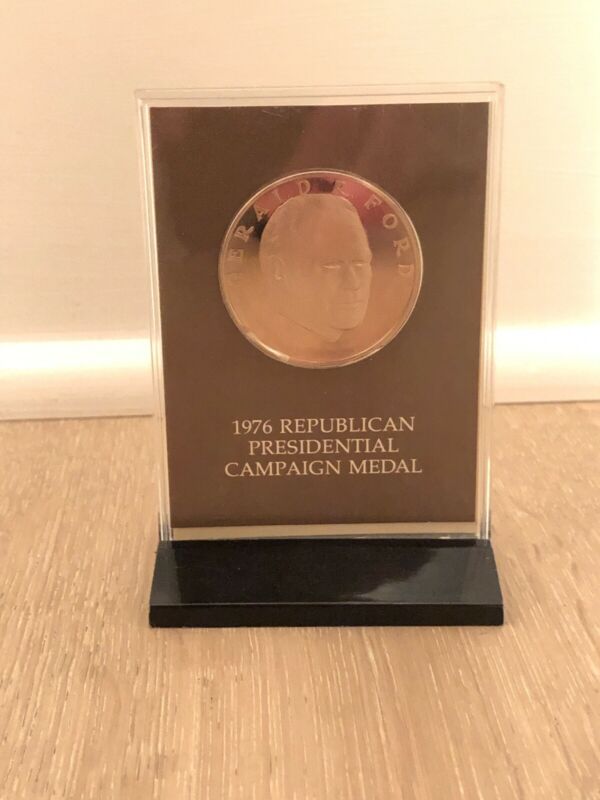 GERALD R. FORD
1976 REPUBLICAN
PRESIDENTIAL
CAMPAIGN MEDAL